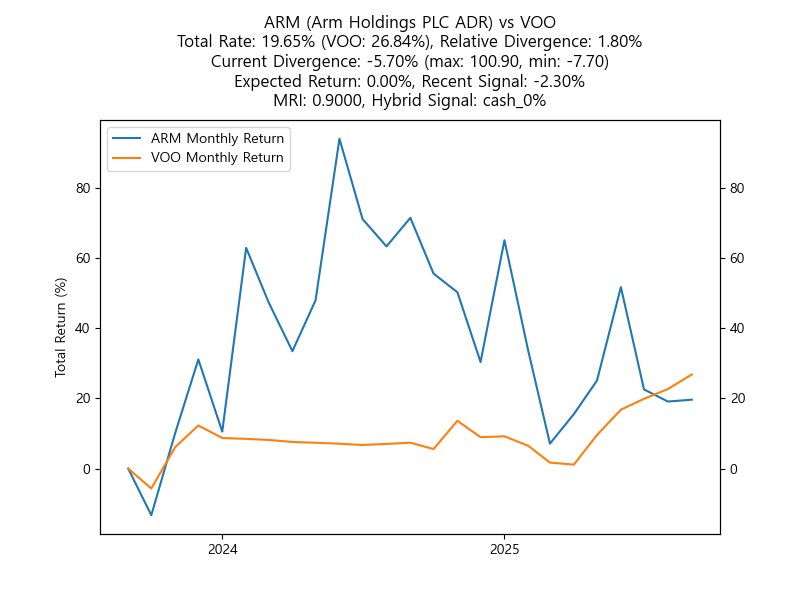 ARM (Arm Holdings PLC ADR) vs VOO
Total Rate: 19.65% (VOO: 26.84%), Relative Divergence: 1.80%
Current Divergence: -5.70% (max: 100.90, min: -7.70)
Expected Return: 0.00%, Recent Signal: -2.30%
MRI: 0.9000, Hybrid Signal: cash_0%
ARM Monthly Return
VOO Monthly Return
Total Return (%)
80
60
40
20
0
80
60
40
20
0
2024
2025